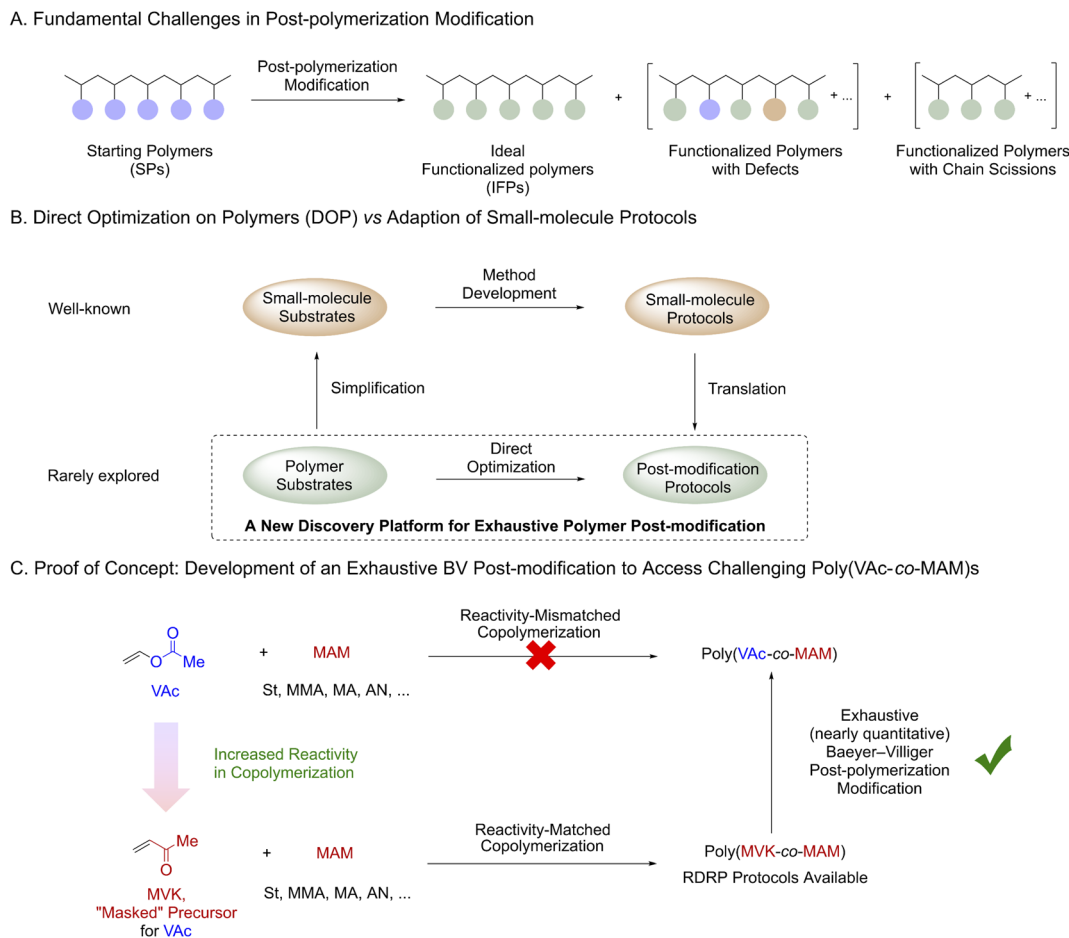 A. Fundamental Challenges in Post-polymerization Modification
Post-polymerization
Modification
+
+ ...
+
+ ...
Starting Polymers
(SPs)
Ideal
Functionalized polymers
(IFPs)
Functionalized Polymers
with Defects
Functionalized Polymers
with Chain Scissions
B. Direct Optimization on Polymers (DOP) vs Adaption of Small-molecule Protocols
Well-known
Small-molecule
Substrates
Method
Development
Small-molecule
Protocols
Simplification
Translation
Rarely explored
Polymer
Substrates
Direct
Optimization
Post-modification
Protocols
A New Discovery Platform for Exhaustive Polymer Post-modification
C. Proof of Concept: Development of an Exhaustive BV Post-modification to Access Challenging Poly(VAc-co-MAM)s
O
O
Me
VAc
+
MAM
St, MMA, MA, AN, ...
Reactivity-Mismatched
Copolymerization
Poly(VAc-co-MAM)
Increased Reactivity
in Copolymerization
Exhaustive
(nearly quantitative)
Baeyer–Villiger
Post-polymerization
Modification
Me
O
MVK,
"Masked" Precursor
for VAc
+
MAM
St, MMA, MA, AN, ...
Reactivity-Matched
Copolymerization
Poly(MVK-co-MAM)
RDRP Protocols Available